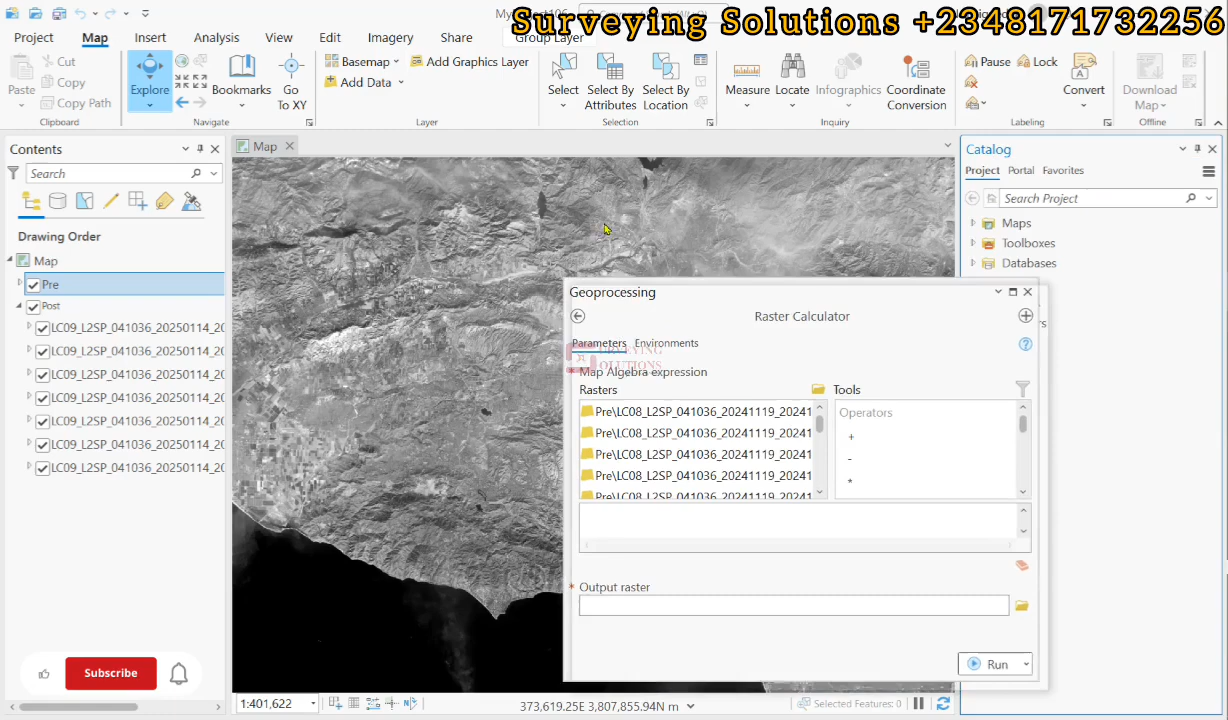 Surveying Solutions +2348171732256
Project
Map
Insert
Analysis
View
Edit
Imagery
Share
Group Layer
Paste
Cut
Copy
Copy Path
Clipboard
Explore
Bookmarks
Go
To XY
Navigate
Basemap
Add Data
Add Graphics Layer
Layer
Select
Select By
Attributes
Select By
Location
Selection
Measure
Locate
Infographics
Coordinate
Conversion
Inquiry
Pause
Lock
Convert
Labeling
Download
Map
Offline
Contents
Search
Drawing Order
Map
Pre
Post
LC09_L2SP_041036_20250114_20
LC09_L2SP_041036_20250114_20
LC09_L2SP_041036_20250114_20
LC09_L2SP_041036_20250114_20
LC09_L2SP_041036_20250114_20
LC09_L2SP_041036_20250114_20
LC09_L2SP_041036_20250114_20
Subscribe
Map
Geoprocessing
Raster Calculator
Parameters
Environments
SURVEYING
SOLUTIONS
* Map Algebra expression
Rasters
Tools
Pre\LC08_L2SP_041036_20241119_20241
Pre\LC08_L2SP_041036_20241119_20241
Pre\LC08_L2SP_041036_20241119_20241
Pre\LC08_L2SP_041036_20241119_20241
Pre\LC08_L2SP_041036_20241119_20241
Operators
+
-
*
* Output raster
Run
1:401,622
373,619.25E 3,807,855.94N m
Selected Features: 0
Catalog
Project
Portal
Favorites
Search Project
Maps
Toolboxes
Databases